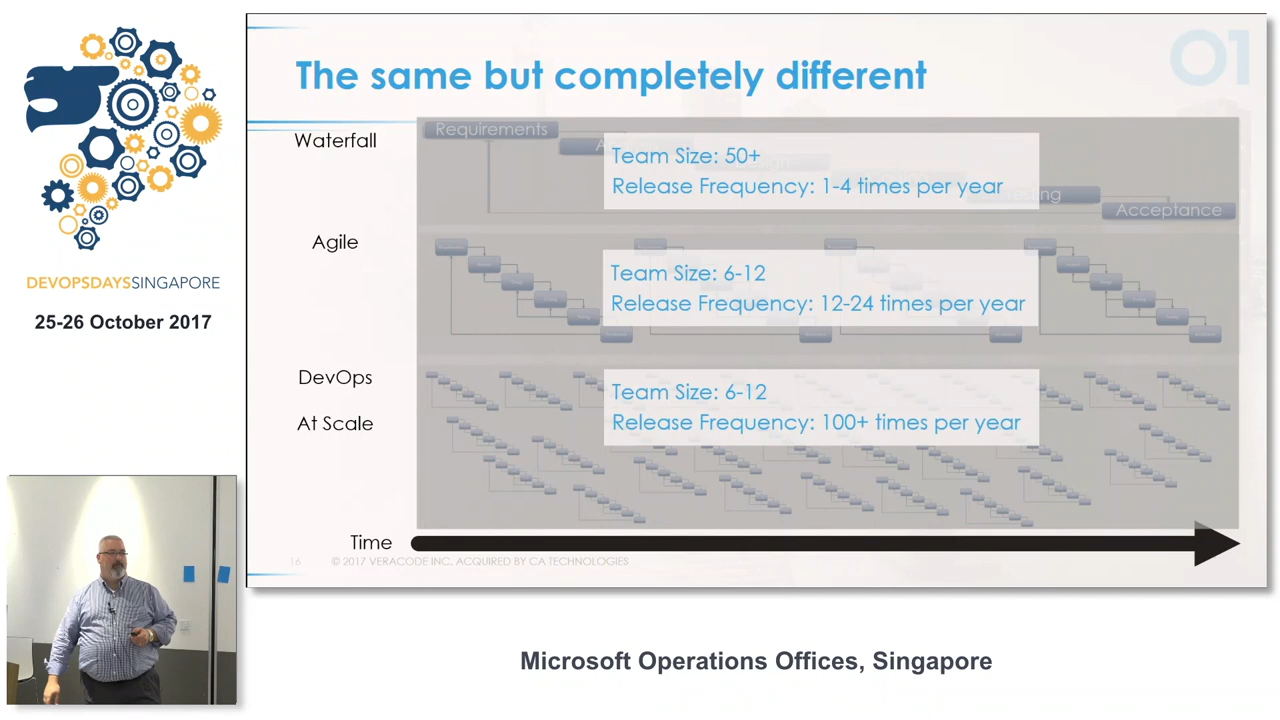 DEVOPSDAYSSINGAPORE
25-26 October 2017
The same but completely different
01
Waterfall
Requirements
Team Size: 50+
Release Frequency: 1-4 times per year
Acceptance
Agile
Team Size: 6-12
Release Frequency: 12-24 times per year
DevOps
At Scale
Team Size: 6-12
Release Frequency: 100+ times per year
Time
16 © 2017 VERACODE INC. ACQUIRED BY CA TECHNOLOGIES
Microsoft Operations Offices, Singapore